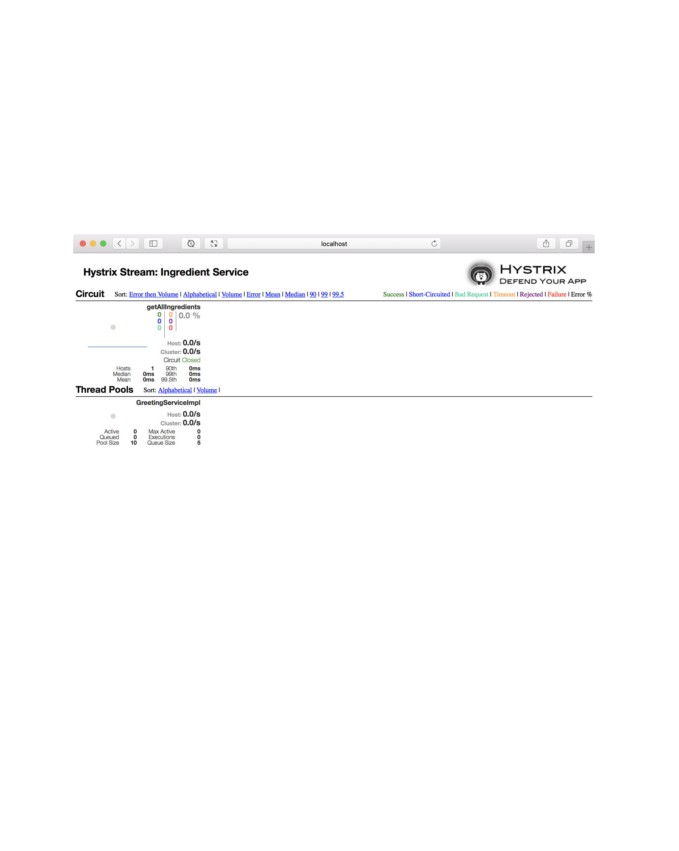 localhost
Hystrix Stream: Ingredient Service
HYSTRIX
DEFEND YOUR APP
Circuit Sort: Error then Volume | Alphabetical | Volume | Error | Mean | Median | 90 | 99 | 99.5
Success | Short-Circuited | Bad Request | Timeout | Rejected | Failure | Error %
getAllIngredients
0 0 0.0 %
0 0
0 0
Host: 0.0/s
Cluster: 0.0/s
Circuit Closed
Hosts 1 90th 0ms
Median 0ms 99th 0ms
Mean 0ms 99.5th 0ms
Thread Pools Sort: Alphabetical | Volume |
GreetingServiceImpl
Host: 0.0/s
Cluster: 0.0/s
Active 0 Max Active 0
Queued 0 Executions 0
Pool Size 10 Queue Size 5